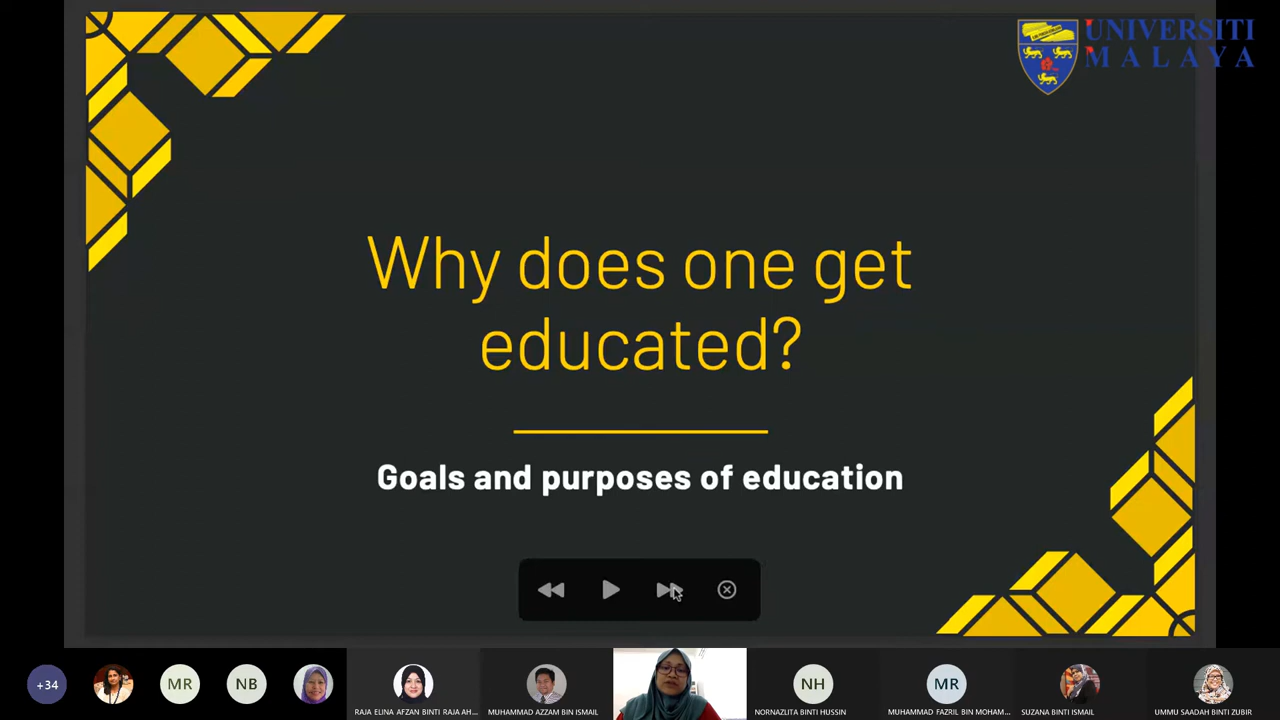 UNIVERSITI
MALAYA
Why does one get
educated?
Goals and purposes of education
+34
MR
NB
NH
MR
RAJA ELINA AFZAN BINTI RAJA AH...
MUHAMMAD AZZAM BIN ISMAIL
NORNAZLITA BINTI HUSSIN
MUHAMMAD FAZRIL BIN MOHAM...
SUZANA BINTI ISMAIL
UMMU SAADAH BINTI ZUBIR